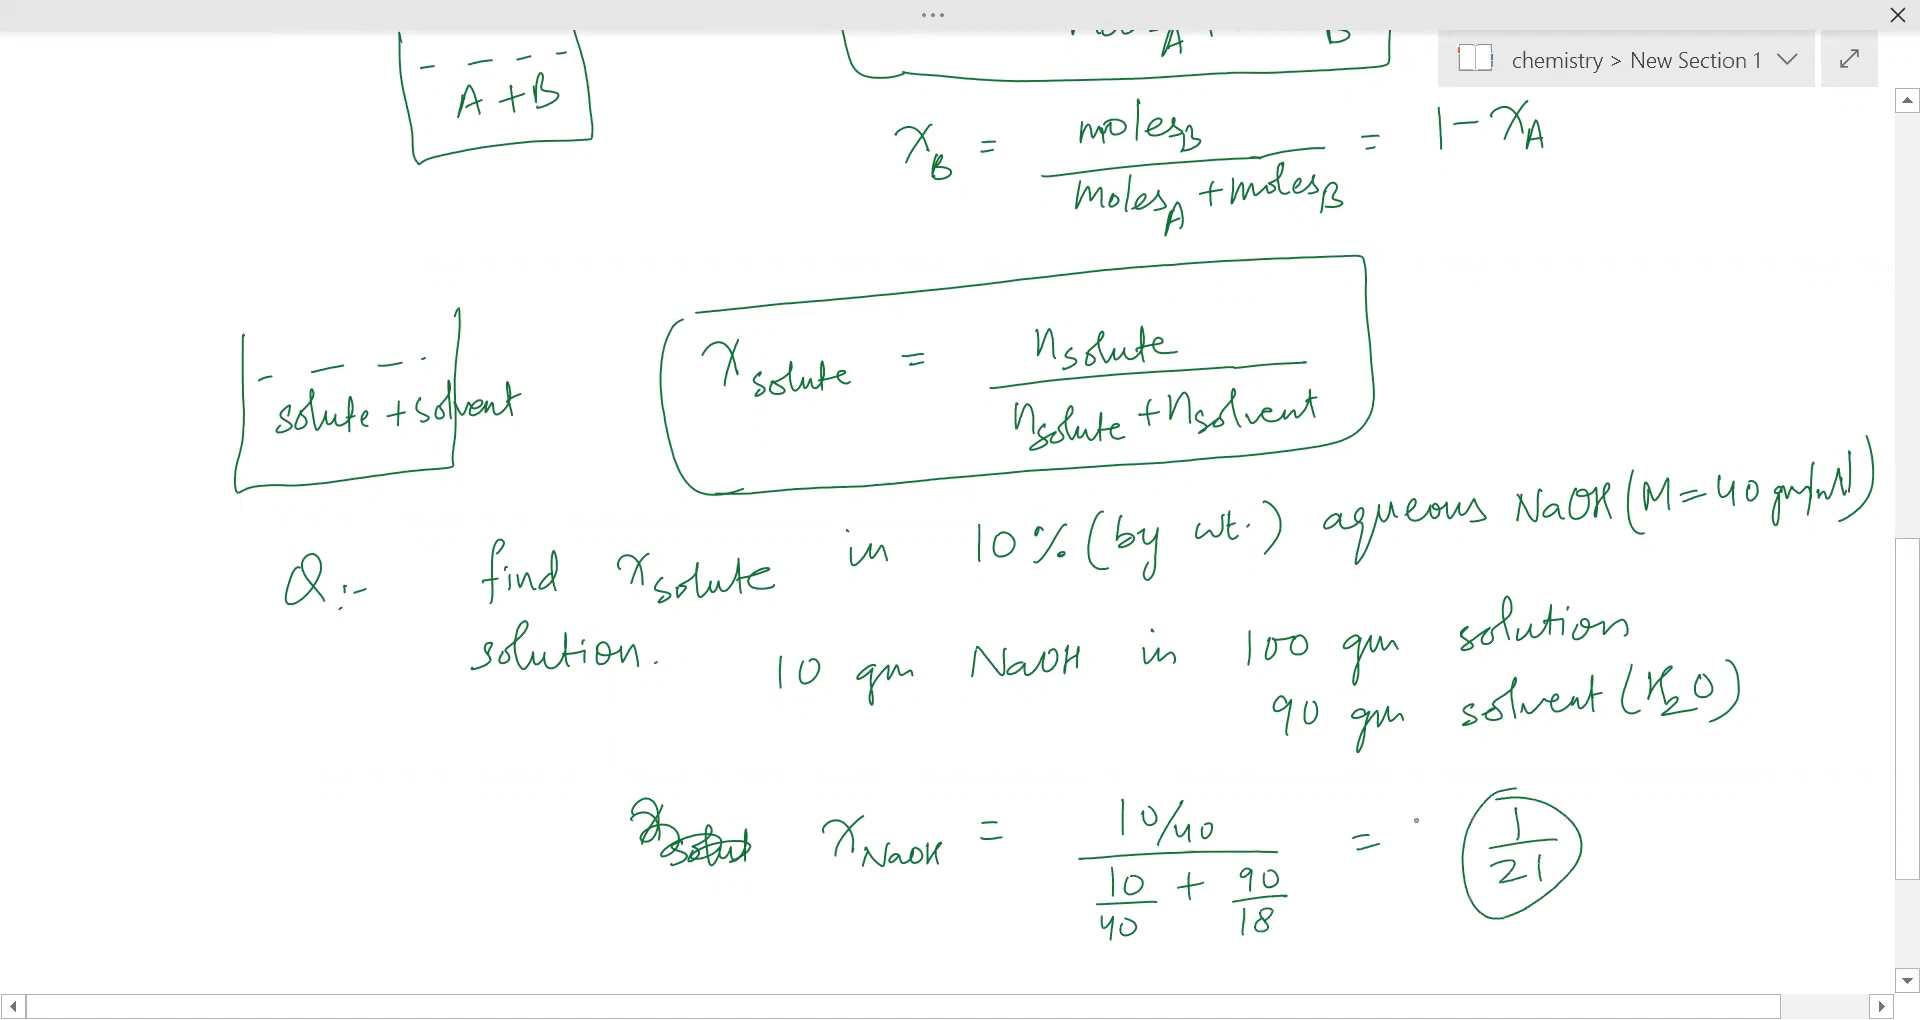 chemistry > New Section 1
A + B
A B
x_B = moles_B / (moles_A + moles_B) = 1 - x_A
solute + solvent
x_solute = n_solute / (n_solute + n_solvent)
Q:- find x_solute in 10% (by wt.) aqueous NaOH (M = 40 gm/mol)
solution. 10 gm NaOH in 100 gm solution
90 gm solvent (H2O)
x_NaOH = (10/40) / (10/40 + 90/18) = 1/21